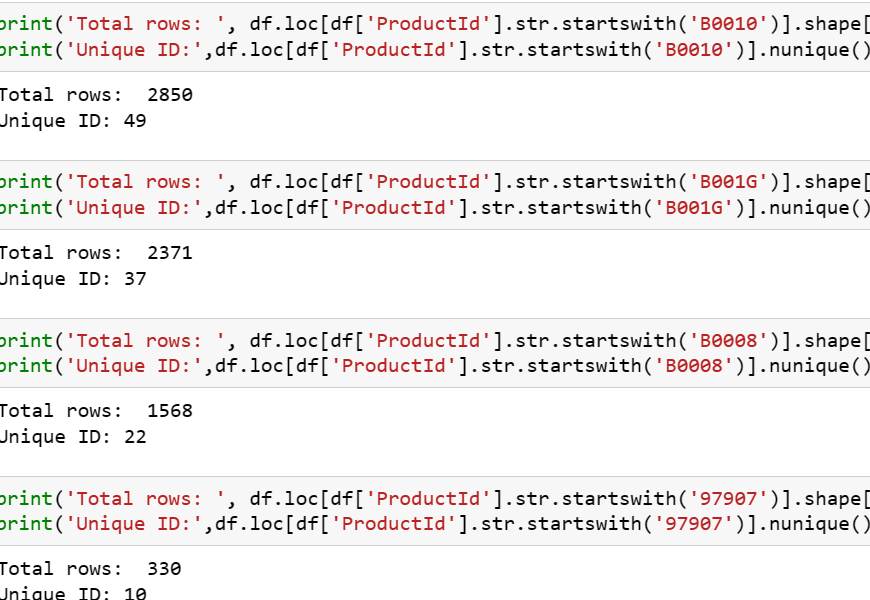 print('Total rows: ', df.loc[df['ProductId'].str.startswith('B0010')].shape[
print('Unique ID:',df.loc[df['ProductId'].str.startswith('B0010')].nunique()
Total rows:  2850
Unique ID: 49
print('Total rows: ', df.loc[df['ProductId'].str.startswith('B001G')].shape[
print('Unique ID:',df.loc[df['ProductId'].str.startswith('B001G')].nunique()
Total rows:  2371
Unique ID: 37
print('Total rows: ', df.loc[df['ProductId'].str.startswith('B0008')].shape[
print('Unique ID:',df.loc[df['ProductId'].str.startswith('B0008')].nunique()
Total rows:  1568
Unique ID: 22
print('Total rows: ', df.loc[df['ProductId'].str.startswith('97907')].shape[
print('Unique ID:',df.loc[df['ProductId'].str.startswith('97907')].nunique()
Total rows:  330
Unique ID: 10